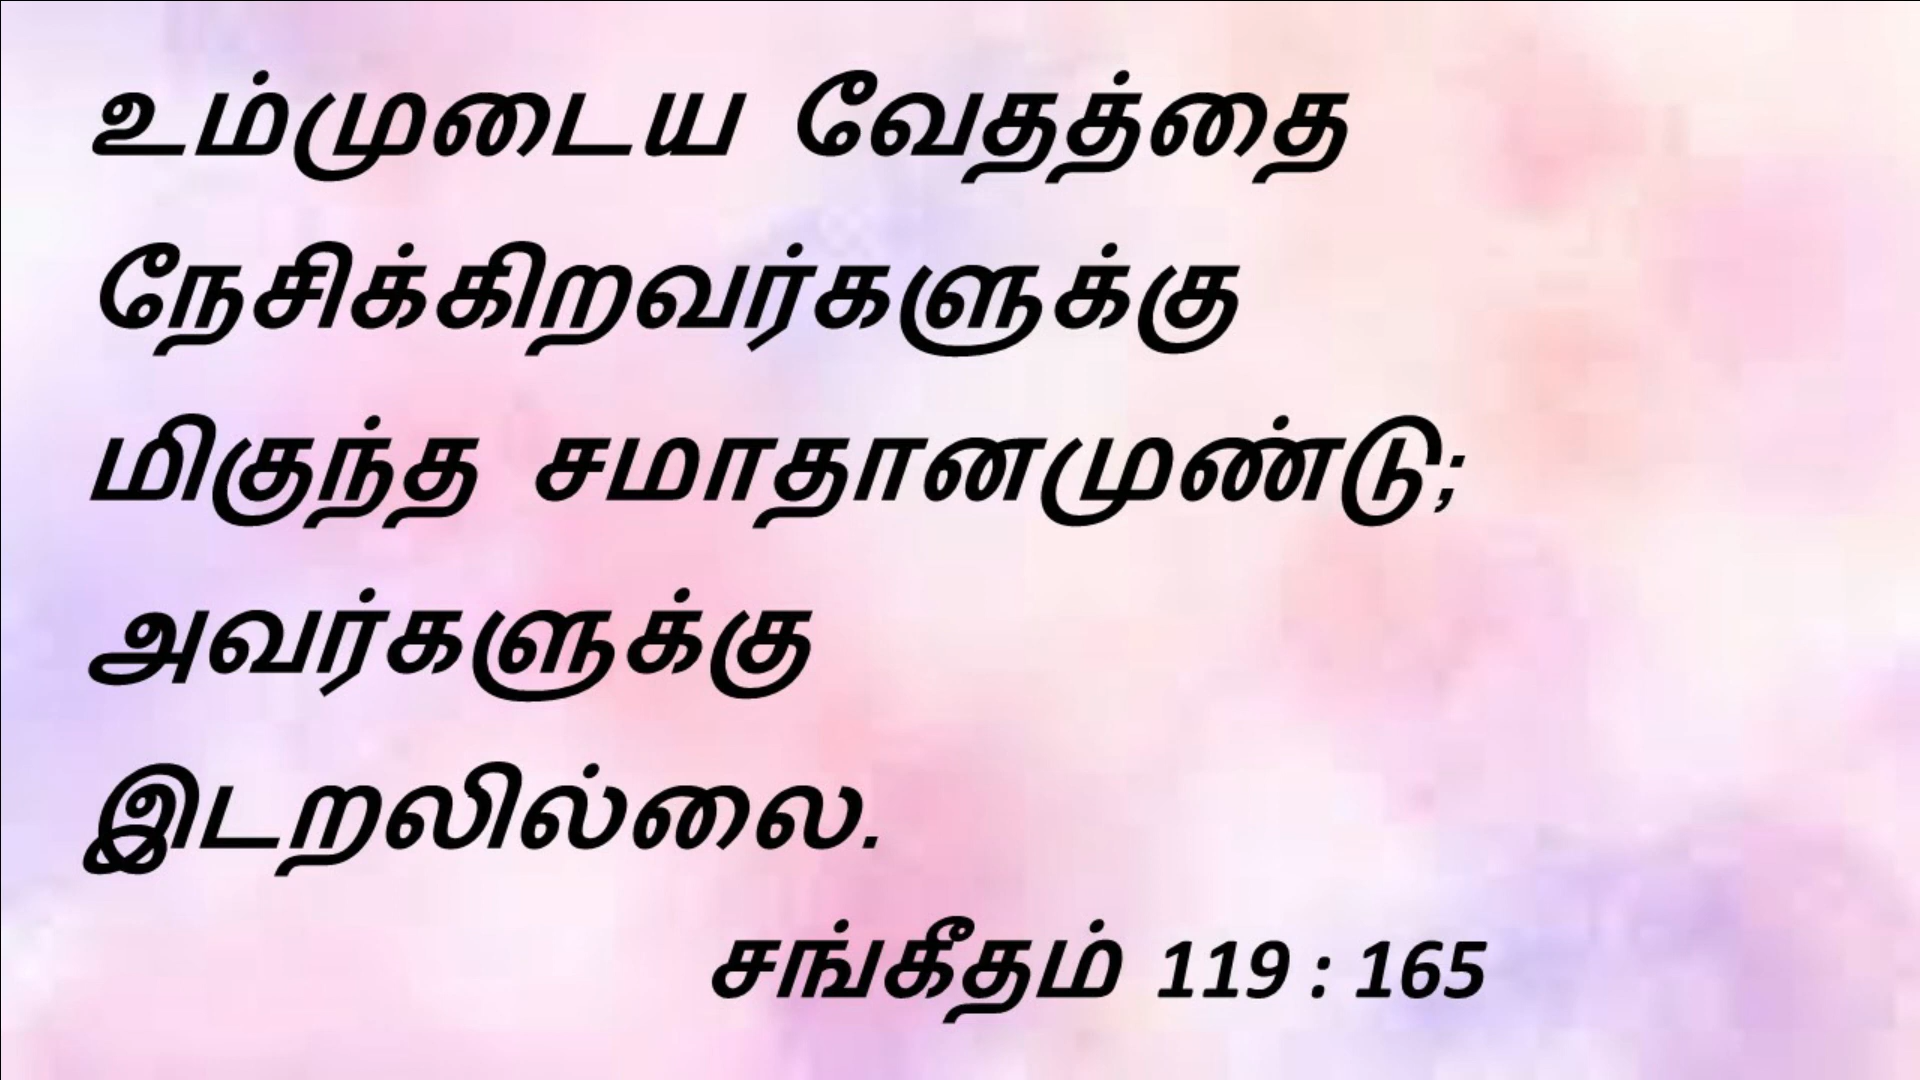 உம்முடைய வேதத்தை
நேசிக்கிறவர்களுக்கு
மிகுந்த சமாதானமுண்டு;
அவர்களுக்கு
இடறலில்லை.
சங்கீதம் 119 : 165